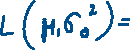 L(μ, σ₀²) =